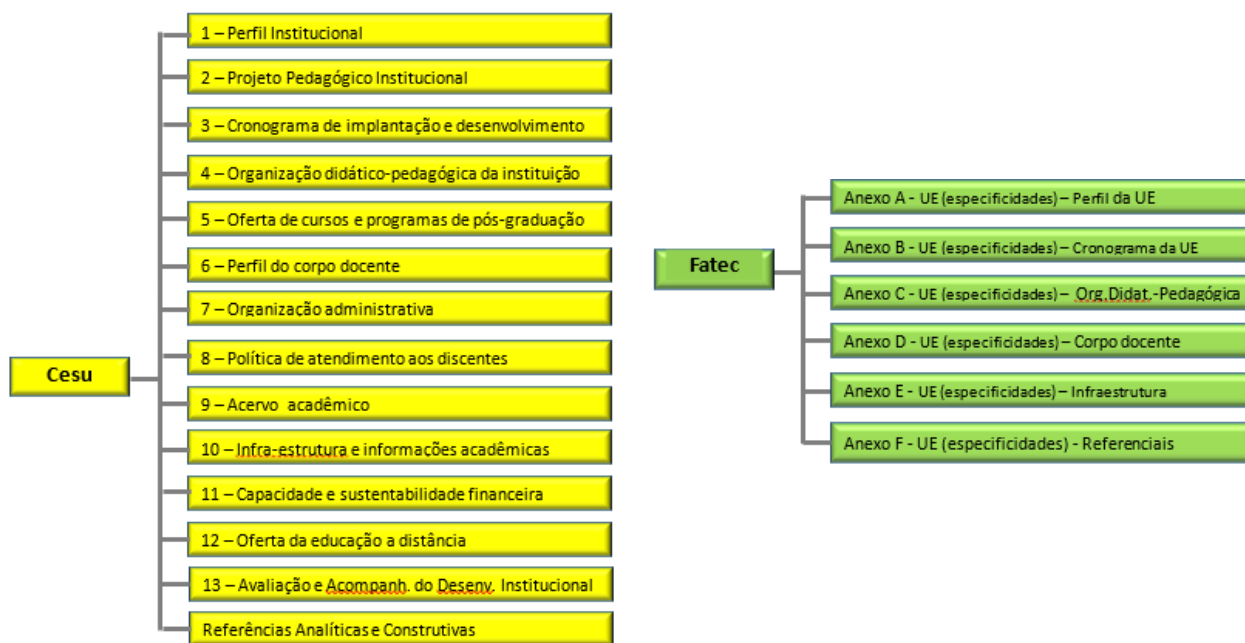 Cesu
1 – Perfil Institucional
2 – Projeto Pedagógico Institucional
3 – Cronograma de implantação e desenvolvimento
4 – Organização didático-pedagógica da instituição
5 – Oferta de cursos e programas de pós-graduação
6 – Perfil do corpo docente
7 – Organização administrativa
8 – Política de atendimento aos discentes
9 – Acervo acadêmico
10 – Infra-estrutura e informações acadêmicas
11 – Capacidade e sustentabilidade financeira
12 – Oferta da educação a distância
13 – Avaliação e Acompanh. do Desenv. Institucional
Referências Analíticas e Construtivas
Fatec
Anexo A - UE (especificidades) – Perfil da UE
Anexo B - UE (especificidades) – Cronograma da UE
Anexo C - UE (especificidades) – Org.Didat.-Pedagógica
Anexo D - UE (especificidades) – Corpo docente
Anexo E - UE (especificidades) – Infraestrutura
Anexo F - UE (especificidades) - Referenciais